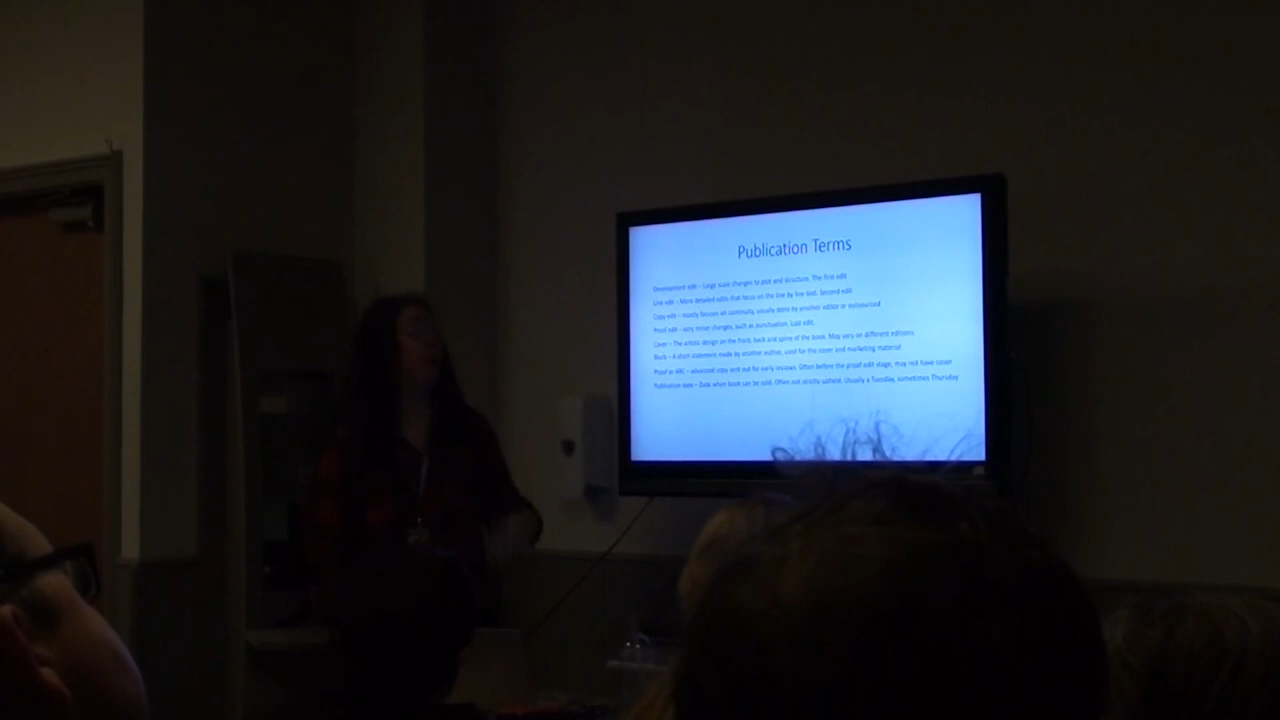 Publication Terms
Development edit – Large scale changes to plot and structure. The first edit
Line edit – More detailed edits that focus on the line by line text. Second edit
Copy edit – mostly focuses on continuity, usually done by another editor or outsourced
Proof edit – very minor changes, such as punctuation. Last edit.
Cover – The artistic design on the front, back and spine of the book. May vary on different editions
Blurb – A short statement made by another author, used for the cover and marketing material
Proof or ARC – advanced copy sent out for early reviews. Often before the proof edit stage, may not have cover
Publication date – Date when book can be sold. Often not strictly upheld. Usually a Tuesday, sometimes Thursday